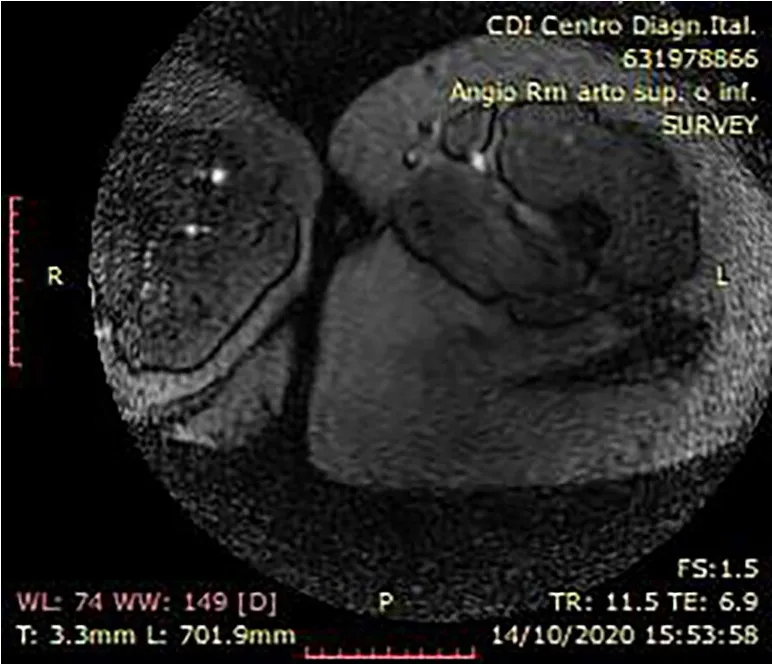 CDI Centro Diagn.Ital.
631978866
Angio Rm arto sup. o inf.
SURVEY
R
L
FS:1.5
WL: 74 WW: 149 [D]
P
TR: 11.5 TE: 6.9
T: 3.3mm L: 701.9mm
14/10/2020 15:53:58